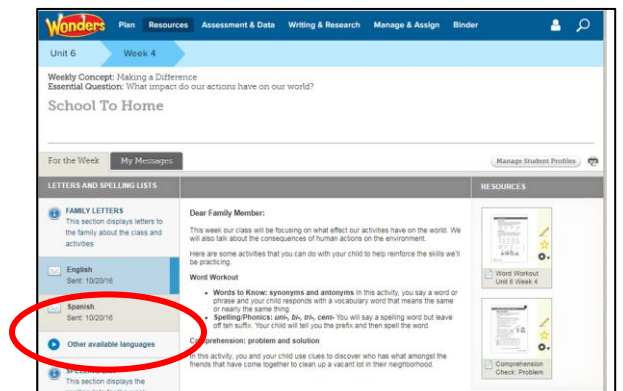 Wonders Plan Resources Assessment & Data Writing & Research Manage & Assign Binder
Unit 6 Week 4
Weekly Concept: Making a Difference
Essential Question: What impact do our actions have on our world?
School To Home
For the Week My Messages Manage Student Profiles
LETTERS AND SPELLING LISTS
FAMILY LETTERS
This section displays letters to
the family about the class and
activities
English
Sent: 10/20/16
Spanish
Sent: 10/20/16
Other available languages
This section displays the
Dear Family Member:
This week our class will be focusing on what effect our activities have on the world. We
will also talk about the consequences of human actions on the environment.
Here are some activities that you can do with your child to help reinforce the skills we'll
be practicing.
Word Workout
• Words to Know: synonyms and antonyms In this activity, you say a word or
phrase and your child responds with a vocabulary word that means the same
or nearly the same thing.
• Spelling/Phonics: uni-, bi-, tri-, cent- You will say a spelling word but leave
off teh suffix. Your child will tell you the prefix and then spell the word.
Comprehension: problem and solution
In this activity, you and your child use clues to discover who has what amongst the
friends that have come together to clean up a vacant lot in their neighborhood.
RESOURCES
Word Workout
Unit 6 Week 4
Comprehension
Check: Problem